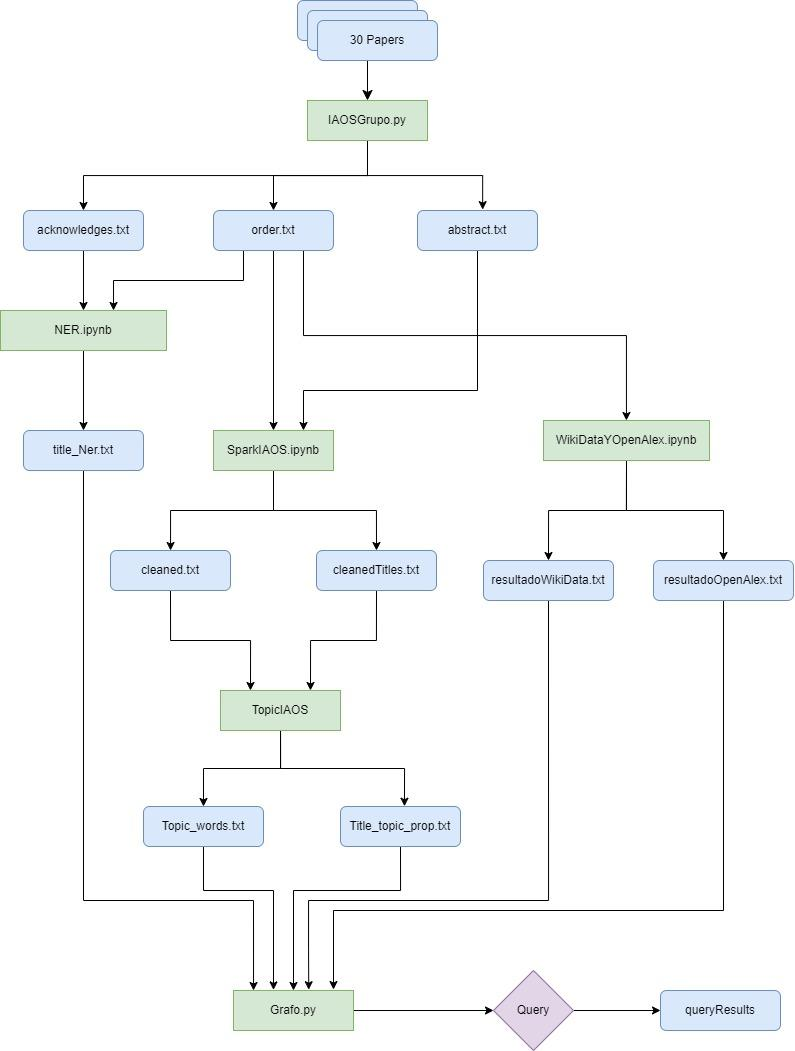 30 Papers
IAOSGrupo.py
acknowledges.txt
order.txt
abstract.txt
NER.ipynb
title_Ner.txt
SparkIAOS.ipynb
WikiDataYOpenAlex.ipynb
cleaned.txt
cleanedTitles.txt
resultadoWikiData.txt
resultadoOpenAlex.txt
TopicIAOS
Topic_words.txt
Title_topic_prop.txt
Grafo.py
Query
queryResults